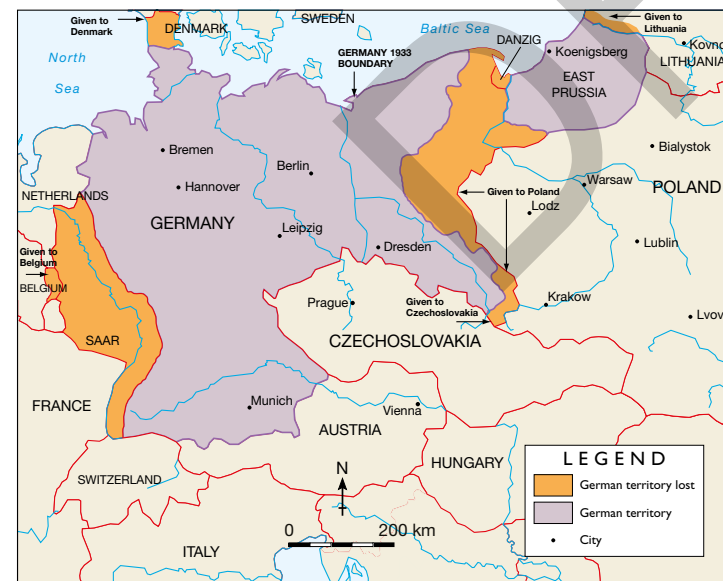 Given to
Denmark
DENMARK
SWEDEN
Baltic Sea
Given to
Lithuania
North
Sea
GERMANY 1933
BOUNDARY
DANZIG
Koenigsberg
Kovno
LITHUANIA
EAST
PRUSSIA
Bremen
Berlin
Bialystok
Hannover
NETHERLANDS
Given to Poland
Warsaw
POLAND
Lodz
GERMANY
Leipzig
Dresden
Lublin
Given to
Belgium
BELGIUM
Prague
Given to
Czechoslovakia
Krakow
Lvov
SAAR
CZECHOSLOVAKIA
FRANCE
Munich
Vienna
AUSTRIA
HUNGARY
SWITZERLAND
ITALY
N
0 200 km
LEGEND
German territory lost
German territory
City